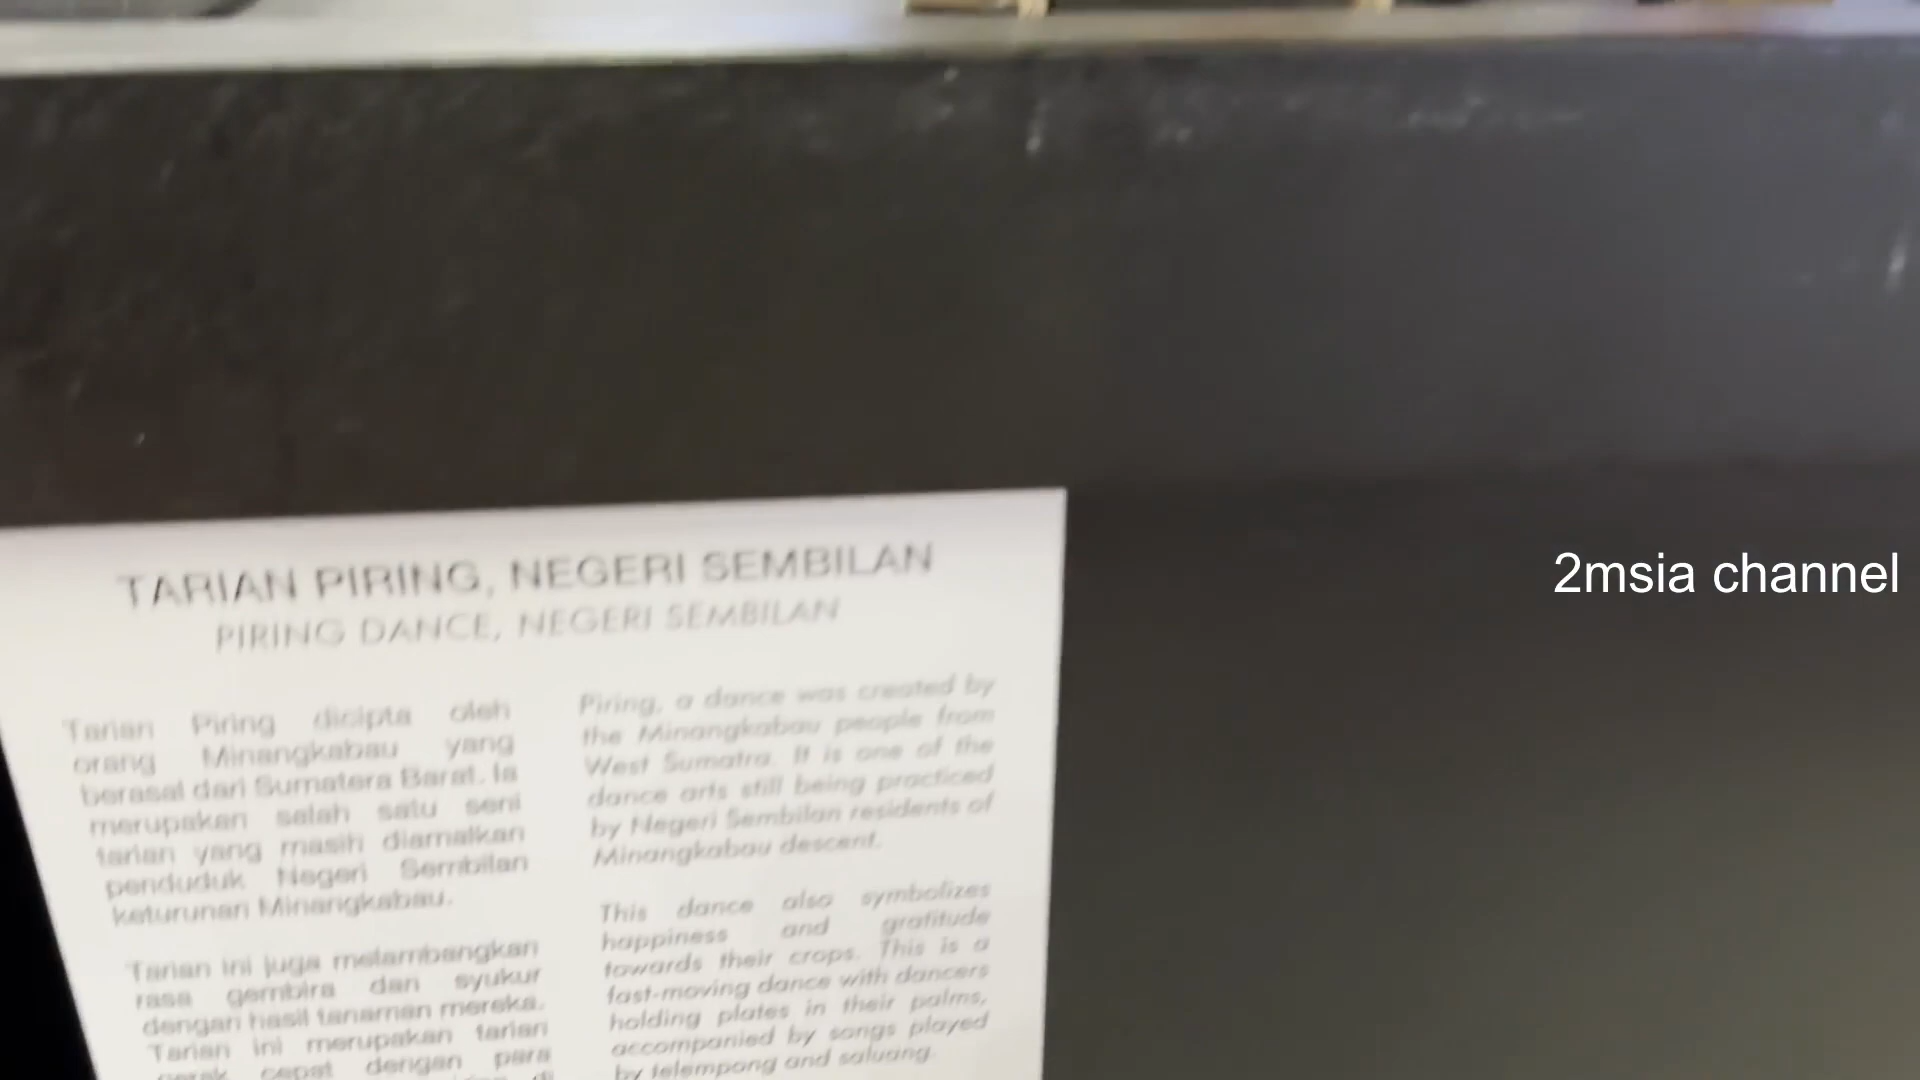 TARIAN PIRING, NEGERI SEMBILAN
PIRING DANCE, NEGERI SEMBILAN
Tarian Piring dicipta oleh
orang Minangkabau yang
berasal dari Sumatera Barat. Ia
merupakan salah satu seni
tarian yang masih diamalkan
penduduk Negeri Sembilan
keturunan Minangkabau.
Tarian ini juga melambangkan
rasa gembira dan syukur
dengan hasil tanaman mereka.
Tarian ini merupakan tarian
gerak cepat dengan para
di
Piring, a dance was created by
the Minangkabau people from
West Sumatra. It is one of the
dance arts still being practiced
by Negeri Sembilan residents of
Minangkabau descent.
This dance also symbolizes
happiness and gratitude
towards their crops. This is a
fast-moving dance with dancers
holding plates in their palms,
accompanied by songs played
by telempong and saluang.
2msia channel